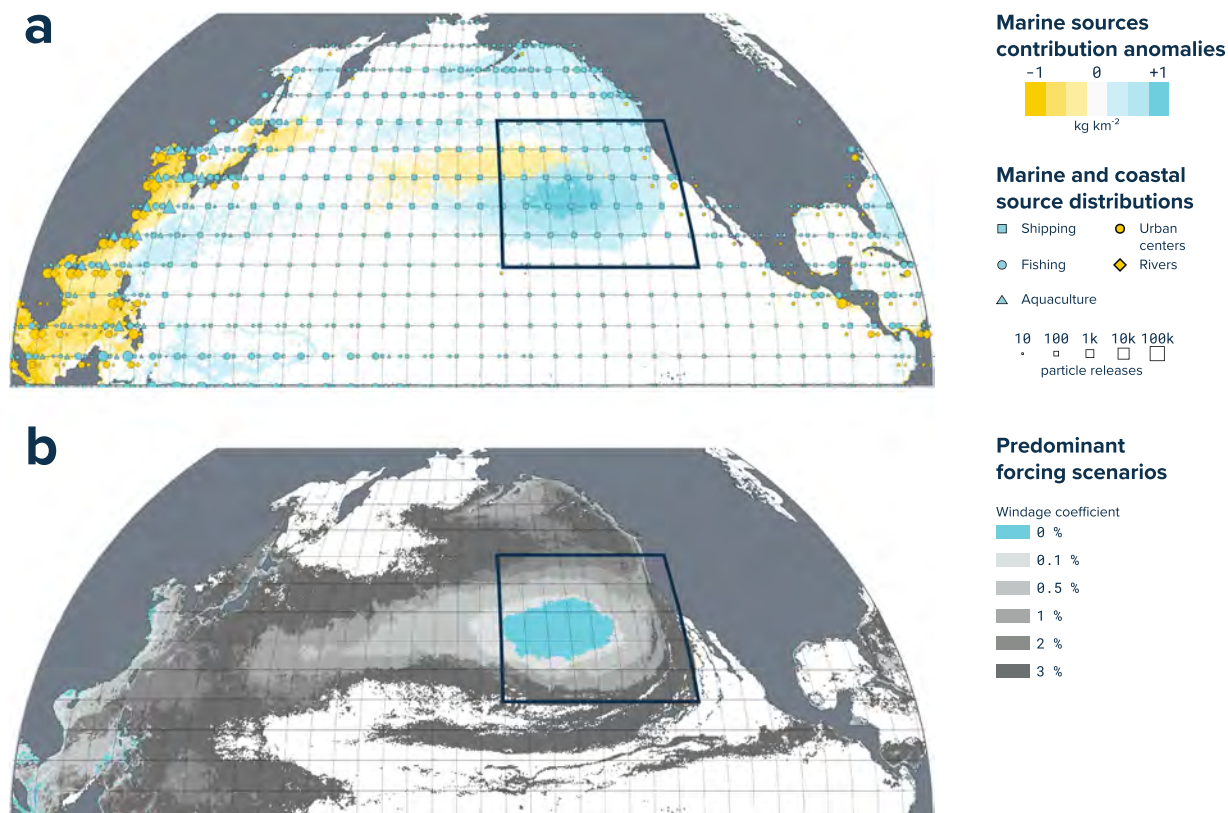 a
Marine sources
contribution anomalies
-1 0 +1
kg km⁻²
Marine and coastal
source distributions
Shipping
Urban
centers
Fishing
Rivers
Aquaculture
10 100 1k 10k 100k
particle releases
b
Predominant
forcing scenarios
Windage coefficient
0 %
0.1 %
0.5 %
1 %
2 %
3 %